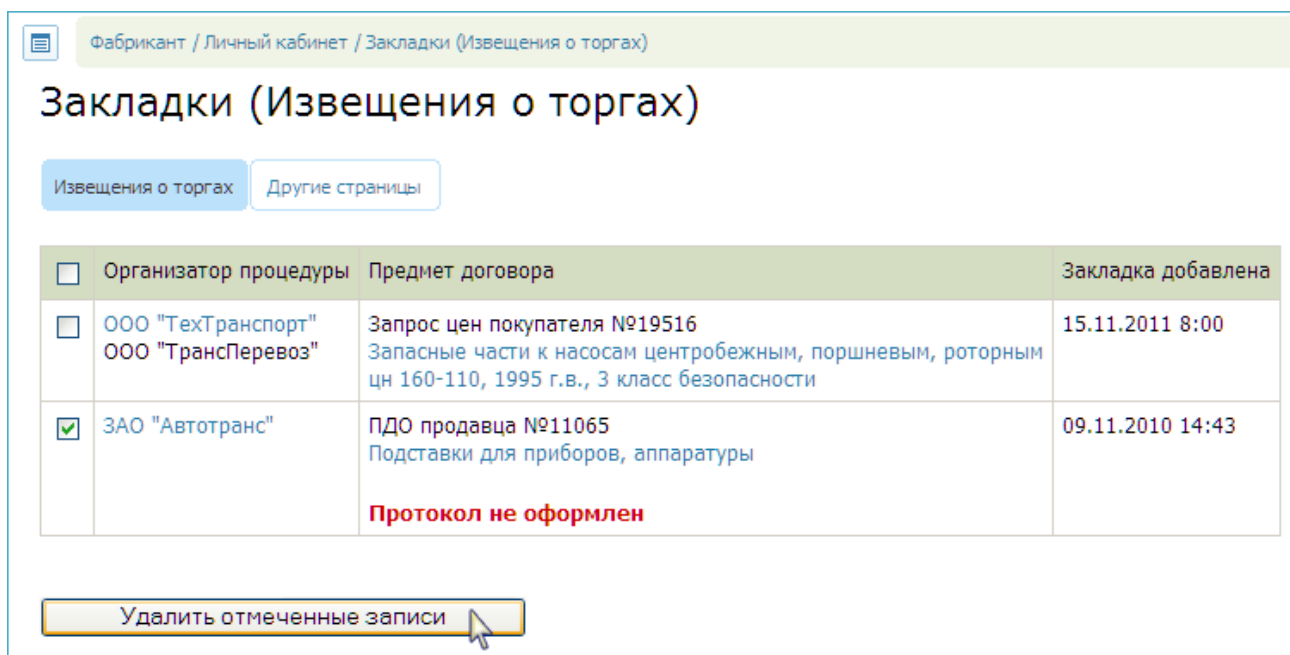 Фабрикант / Личный кабинет / Закладки (Извещения о торгах)
Закладки (Извещения о торгах)
Извещения о торгах
Другие страницы
Организатор процедуры
Предмет договора
Закладка добавлена
ООО "ТехТранспорт"
ООО "ТрансПеревоз"
Запрос цен покупателя №19516
Запасные части к насосам центробежным, поршневым, роторным
цн 160-110, 1995 г.в., 3 класс безопасности
15.11.2011 8:00
ЗАО "Автотранс"
ПДО продавца №11065
Подставки для приборов, аппаратуры
Протокол не оформлен
09.11.2010 14:43
Удалить отмеченные записи